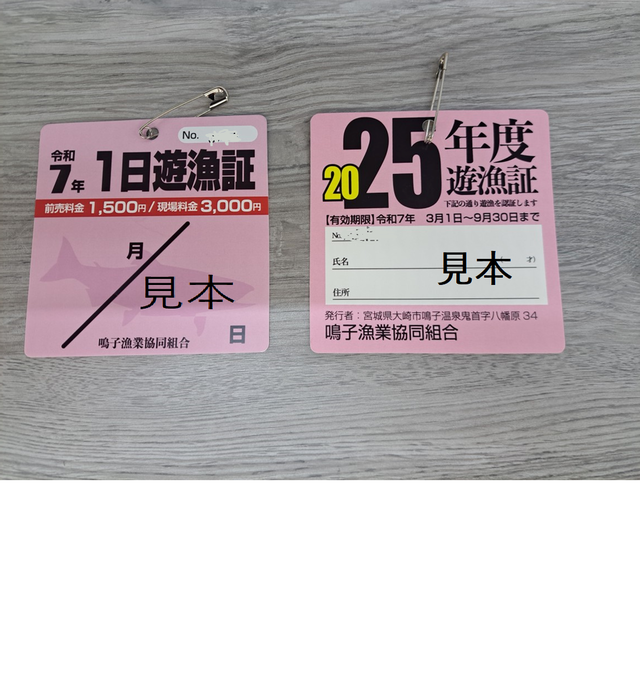 No.
令和
7年
1日遊漁証
前売料金 1,500円/現場料金 3,000円
月
見本
日
鳴子漁業協同組合
2025年度
遊漁証
下記の通り遊漁を認証します
【有効期限】令和7年 3月1日~9月30日まで
No.
氏名
見本
才)
住所
発行者:宮城県大崎市鳴子温泉鬼首字八幡原34
鳴子漁業協同組合